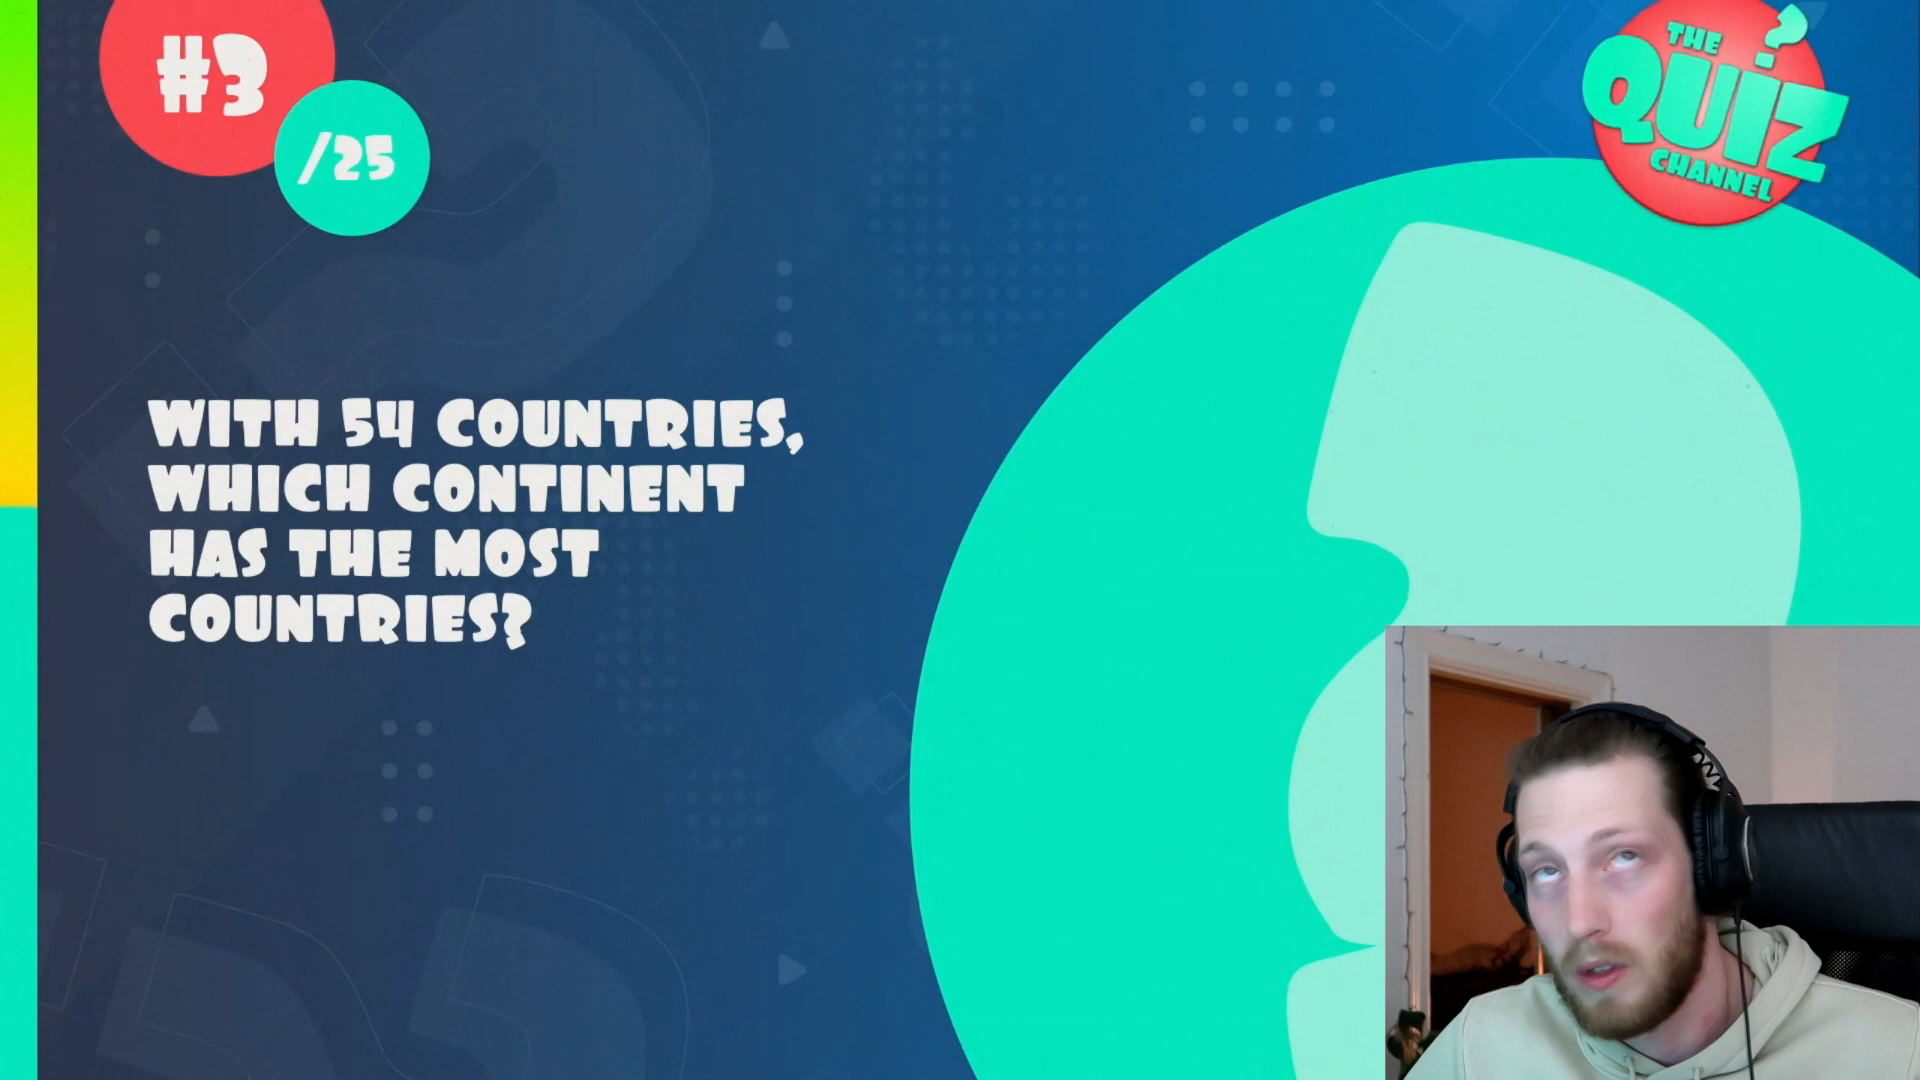 #3
/25
THE
QUIZ
CHANNEL
WITH 54 COUNTRIES,
WHICH CONTINENT
HAS THE MOST
COUNTRIES?